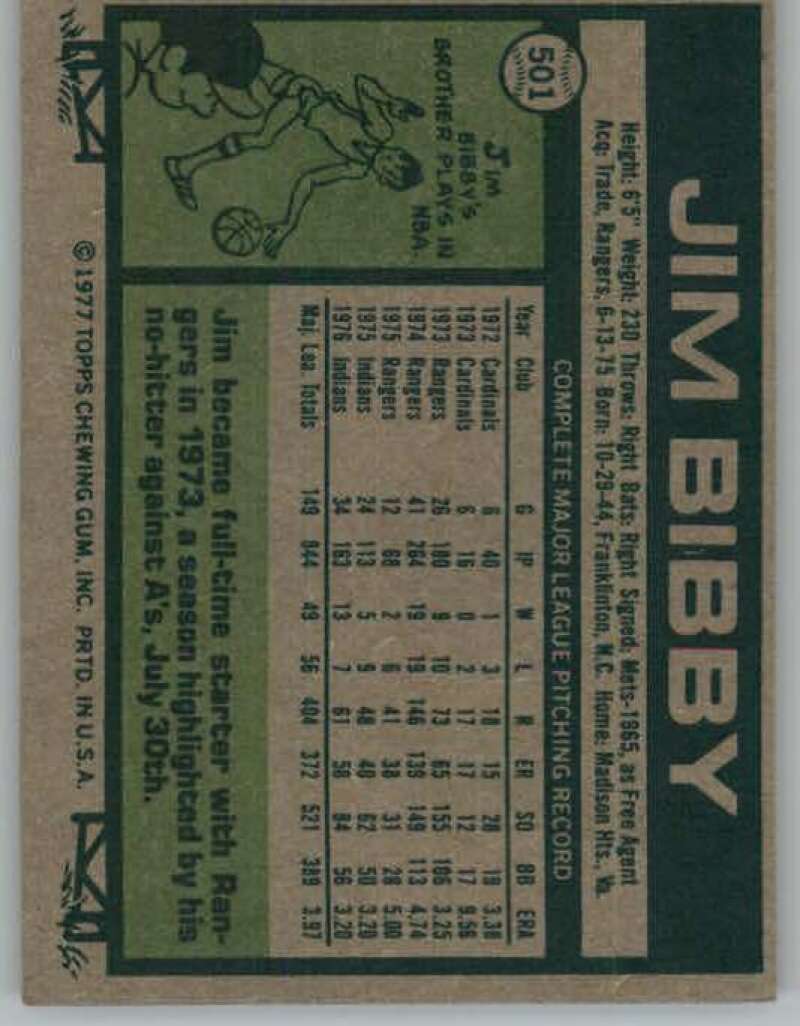 501
JIM BIBBY
Height: 6'5" Weight: 230 Throws: Right Bats: Right Signed: Mets-1965, as Free Agent
Acq: Trade, Rangers, 6-13-75 Born: 10-29-44, Franklinton, N.C. Home: Madison Hts., Va.
COMPLETE MAJOR LEAGUE PITCHING RECORD
Year Club G IP W L R ER SO BB ERA
1972 Cardinals 6 40 1 3 18 15 28 19 3.38
1973 Cardinals 6 16 0 2 17 17 12 17 9.56
1973 Rangers 26 180 9 10 73 65 155 106 3.25
1974 Rangers 41 264 19 19 146 139 149 113 4.74
1975 Rangers 12 68 2 6 41 38 31 28 5.00
1975 Indians 24 113 5 9 48 40 62 50 3.20
1976 Indians 34 163 13 7 61 58 84 56 3.20
Maj. Lea. Totals 149 844 49 56 404 372 521 389 3.97
JIM
BIBBY'S
BROTHER PLAYS IN
NBA.
Jim became full-time starter with Ran-
gers in 1973, a season highlighted by his
no-hitter against A's, July 30th.
© 1977 TOPPS CHEWING GUM, INC. PRTD. IN U.S.A.